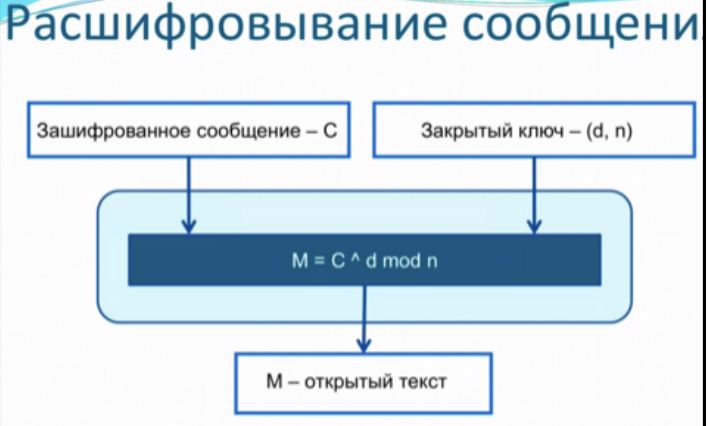 Расшифровывание сообщени
Зашифрованное сообщение – C
Закрытый ключ – (d, n)
M = C ^ d mod n
M – открытый текст